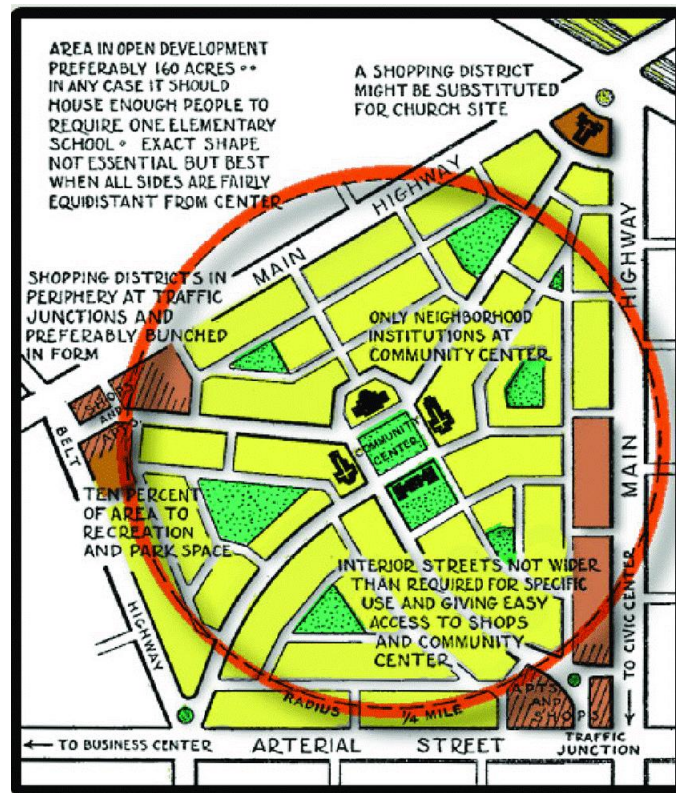 AREA IN OPEN DEVELOPMENT
PREFERABLY 160 ACRES
IN ANY CASE IT SHOULD
HOUSE ENOUGH PEOPLE TO
REQUIRE ONE ELEMENTARY
SCHOOL • EXACT SHAPE
NOT ESSENTIAL BUT BEST
WHEN ALL SIDES ARE FAIRLY
EQUIDISTANT FROM CENTER
A SHOPPING DISTRICT
MIGHT BE SUBSTITUTED
FOR CHURCH SITE
MAIN HIGHWAY
HIGHWAY
MAIN
SHOPPING DISTRICTS IN
PERIPHERY AT TRAFFIC
JUNCTIONS AND
PREFERABLY BUNCHED
IN FORM
ONLY NEIGHBORHOOD
INSTITUTIONS AT
COMMUNITY CENTER
SHOPS
AND
BELT
HIGHWAY
COMMUNITY
CENTER
TEN PERCENT
OF AREA TO
RECREATION
AND PARK SPACE
INTERIOR STREETS NOT WIDER
THAN REQUIRED FOR SPECIFIC
USE AND GIVING EASY
ACCESS TO SHOPS
AND COMMUNITY
CENTER
→ TO CIVIC CENTER
RADIUS 1/4 MILE
APTS
AND
SHOPS
TRAFFIC
JUNCTION
← TO BUSINESS CENTER
ARTERIAL STREET